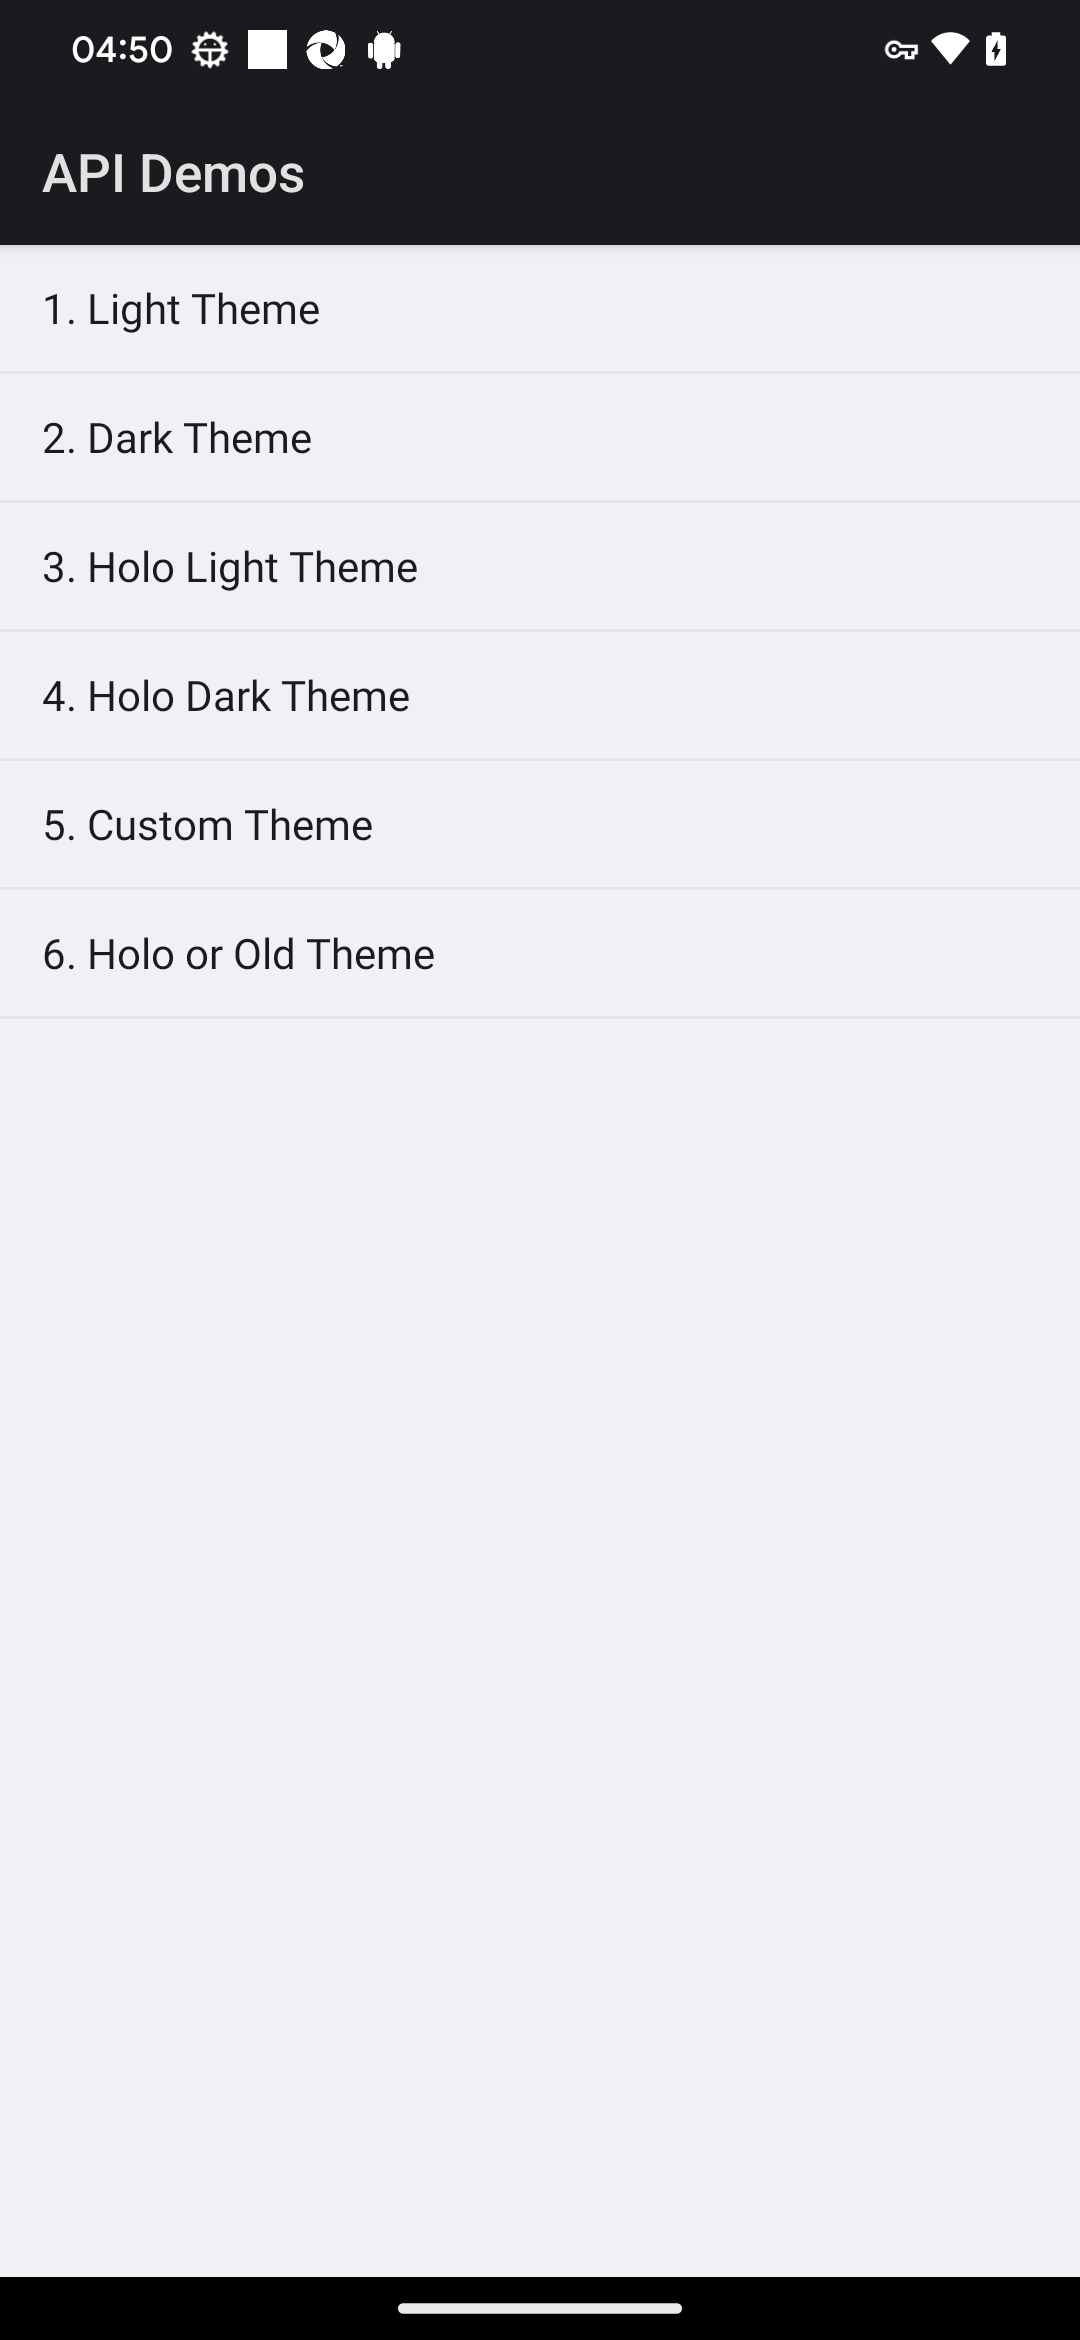 04:50
API Demos
1. Light Theme
2. Dark Theme
3. Holo Light Theme
4. Holo Dark Theme
5. Custom Theme
6. Holo or Old Theme